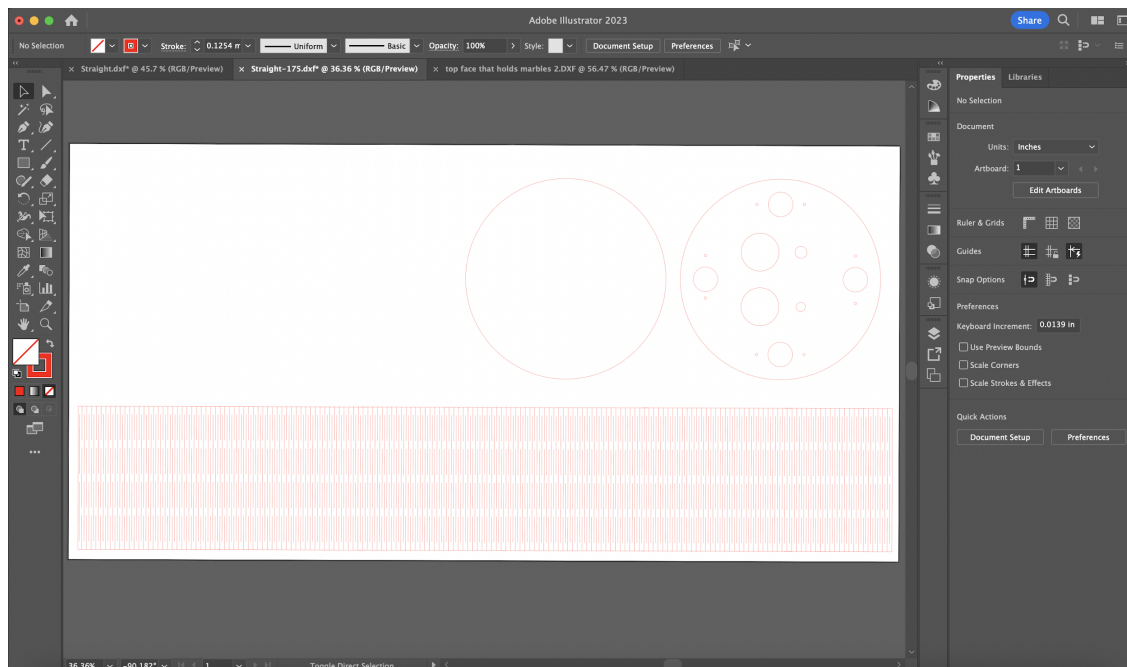 Adobe Illustrator 2023
Share
No Selection
Stroke:
0.1254 r
Uniform
Basic
Opacity:
100%
Style:
Document Setup
Preferences
× Straight.dxf* @ 45.7 % (RGB/Preview)
× Straight-175.dxf* @ 36.36 % (RGB/Preview)
× top face that holds marbles 2.DXF @ 56.47 % (RGB/Preview)
Properties
Libraries
No Selection
Document
Units:
Inches
Artboard:
1
Edit Artboards
Ruler & Grids
Guides
Snap Options
Preferences
Keyboard Increment:
0.0139 in
Use Preview Bounds
Scale Corners
Scale Strokes & Effects
Quick Actions
Document Setup
Preferences
36.36%
-90.182°
1
Toggle Direct Selection